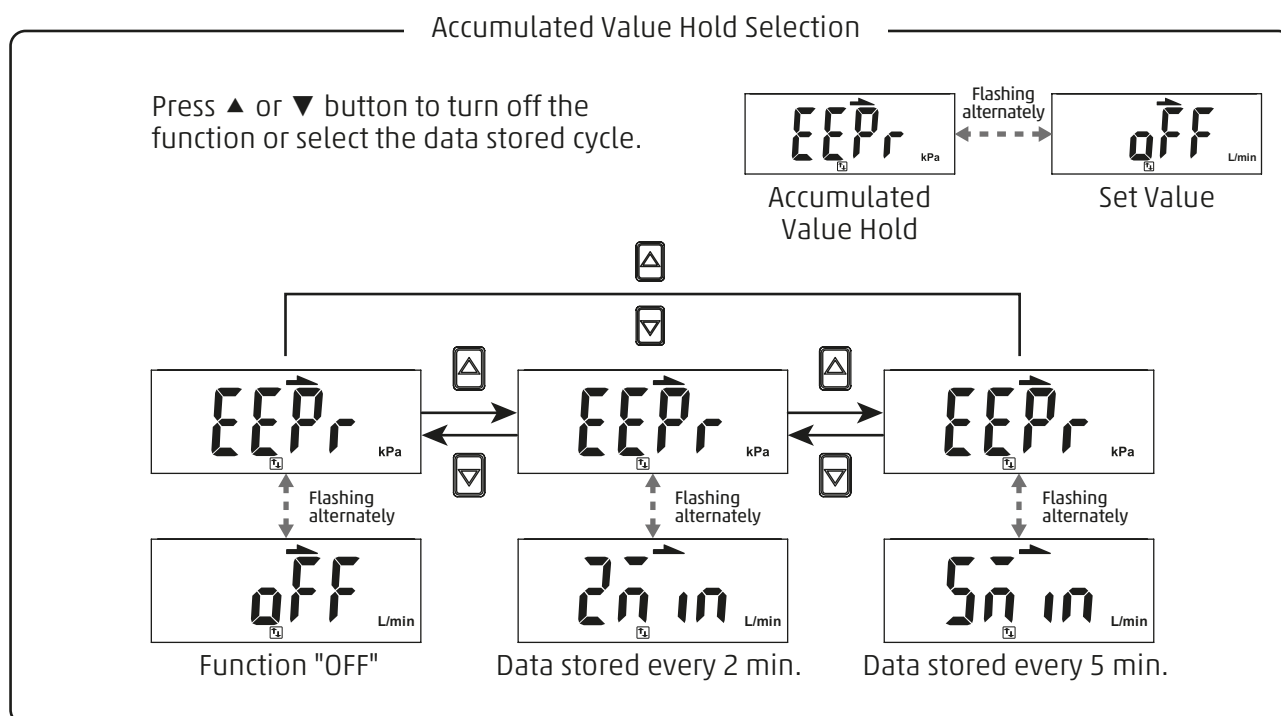 Accumulated Value Hold Selection
Press ▲ or ▼ button to turn off the
function or select the data stored cycle.
EEPr kPa
Flashing
alternately
oFF L/min
Accumulated
Value Hold
Set Value
EEPr kPa
EEPr kPa
EEPr kPa
Flashing
alternately
Flashing
alternately
Flashing
alternately
oFF L/min
2min L/min
5min L/min
Function "OFF"
Data stored every 2 min.
Data stored every 5 min.